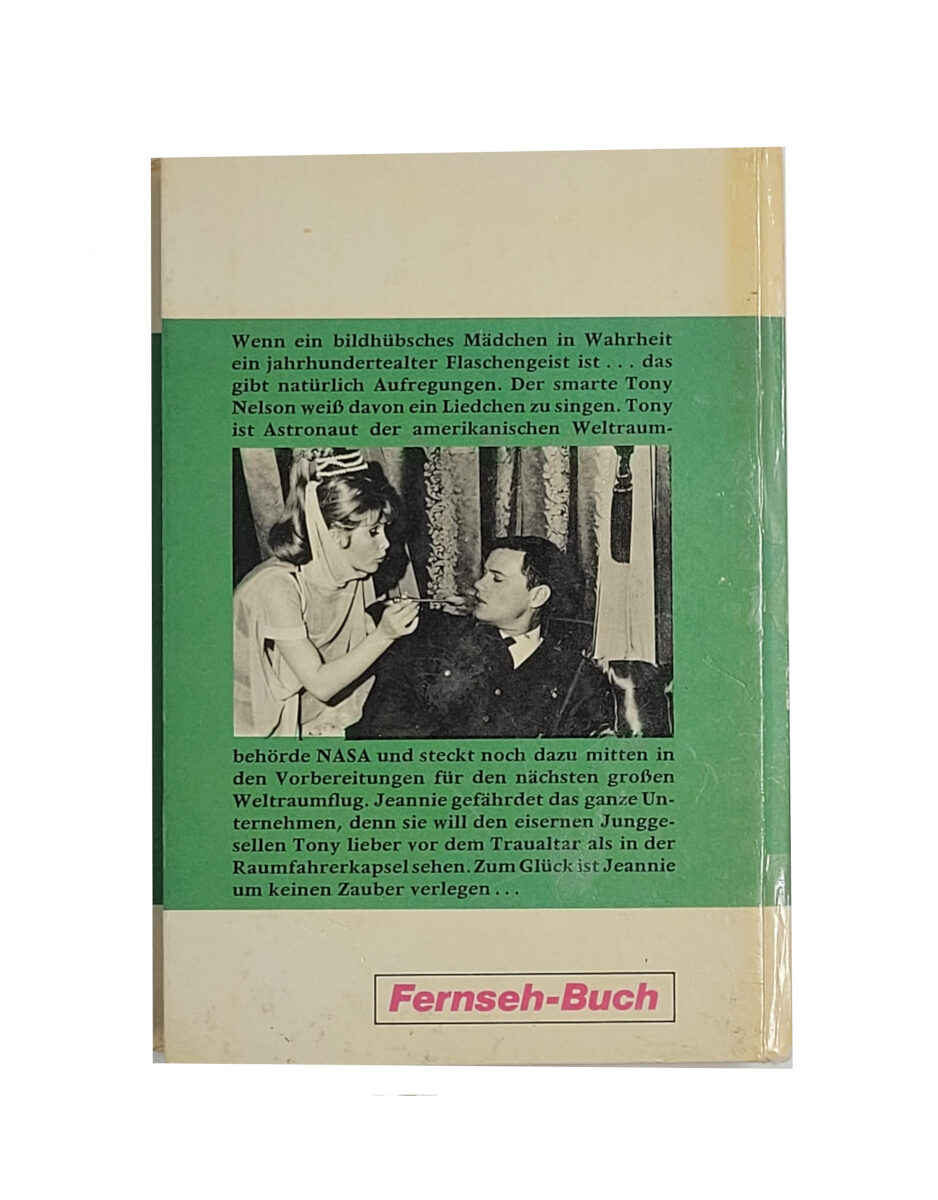 Wenn ein bildhübsches Mädchen in Wahrheit
ein jahrhundertealter Flaschengeist ist . . . das
gibt natürlich Aufregungen. Der smarte Tony
Nelson weiß davon ein Liedchen zu singen. Tony
ist Astronaut der amerikanischen Weltraum-
behörde NASA und steckt noch dazu mitten in
den Vorbereitungen für den nächsten großen
Weltraumflug. Jeannie gefährdet das ganze Un-
ternehmen, denn sie will den eisernen Jungge-
sellen Tony lieber vor dem Traualtar als in der
Raumfahrerkapsel sehen. Zum Glück ist Jeannie
um keinen Zauber verlegen . . .
Fernseh-Buch